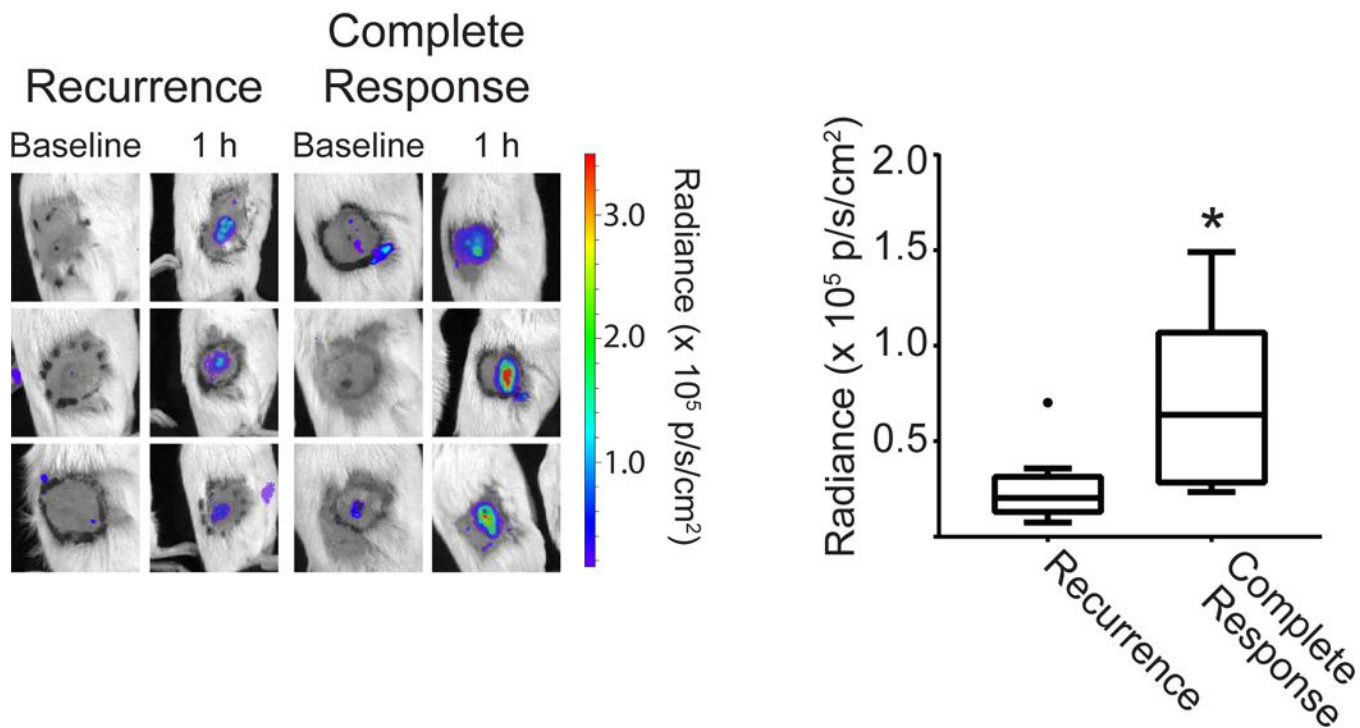 Recurrence
Complete
Response
Baseline
1 h
Baseline
1 h
3.0
2.0
1.0
Radiance (x 10⁵ p/s/cm²)
Radiance (x 10⁵ p/s/cm²)
2.0
1.5
1.0
0.5
*
Recurrence
Complete
Response